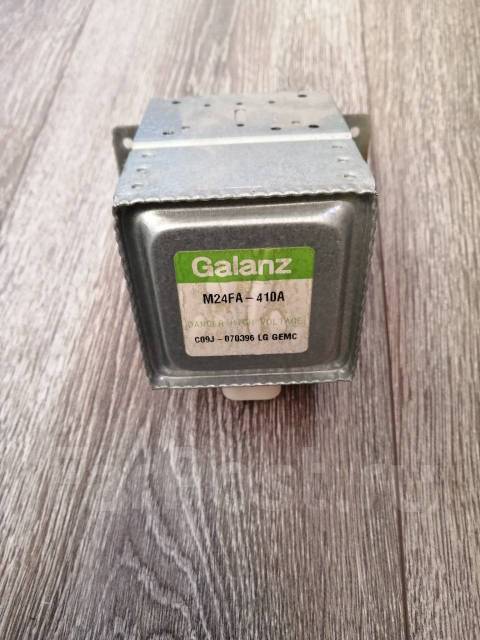 Galanz
M24FA-410A
DANGER HIGH VOLTAGE
C09J-070396 LG GEMC